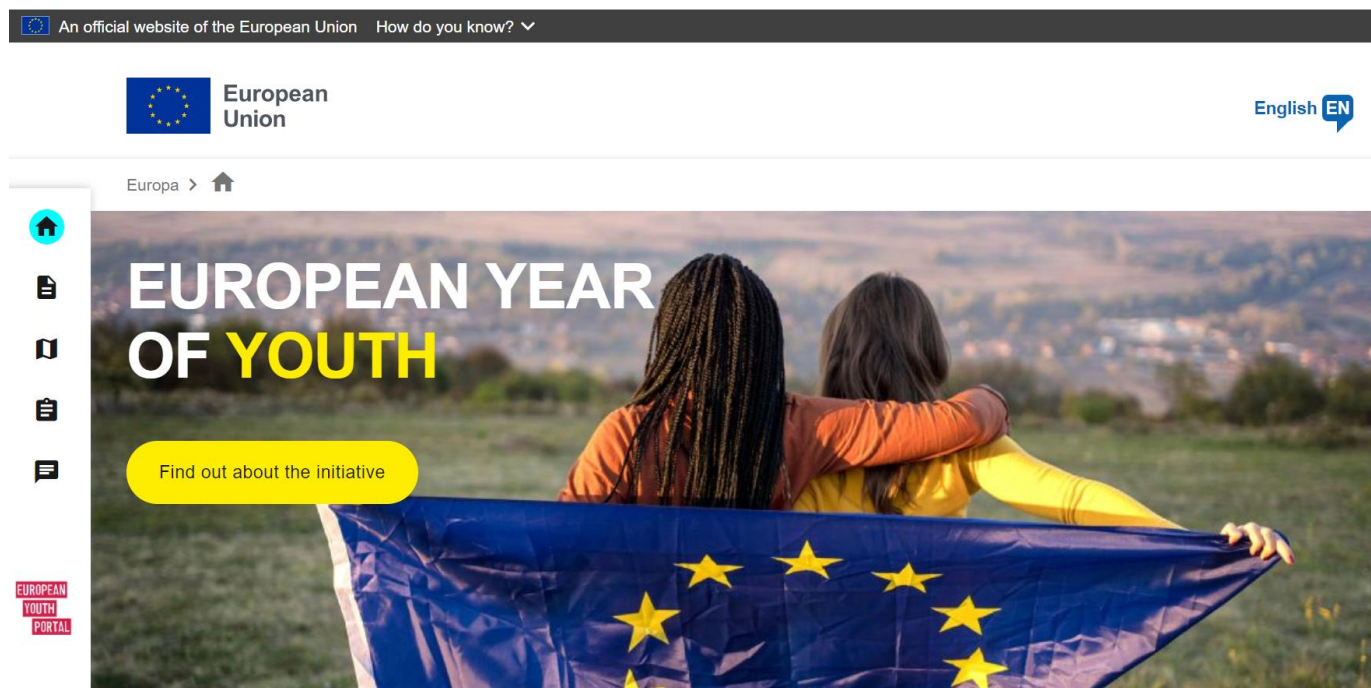 An official website of the European Union How do you know?
European
Union
English EN
Europa
EUROPEAN YEAR
OF YOUTH
Find out about the initiative
EUROPEAN
YOUTH
PORTAL